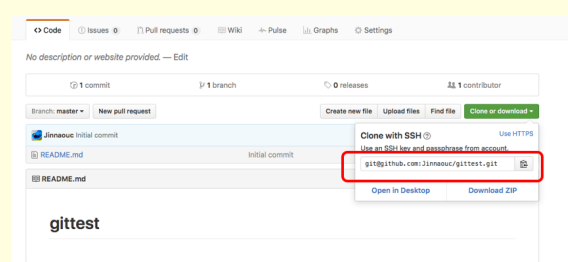 Code Issues 0 Pull requests 0 Wiki Pulse Graphs Settings
No description or website provided. — Edit
1 commit 1 branch 0 releases 1 contributor
Branch: master New pull request Create new file Upload files Find file Clone or download
Jinnaouc Initial commit
Clone with SSH Use HTTPS
Use an SSH key and passphrase from account.
README.md Initial commit
git@github.com:Jinnaouc/gittest.git
README.md
Open in Desktop Download ZIP
gittest